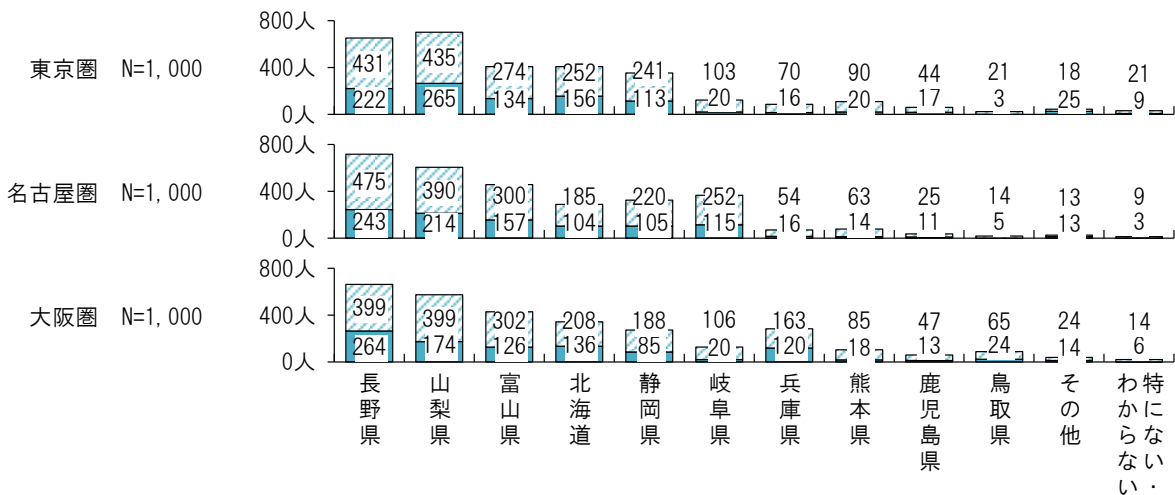 800人
東京圏 N=1,000
400人
0人
431 435 274 252 241 103 70 90 44 21 18 21
222 265 134 156 113 20 16 20 17 3 25 9
800人
名古屋圏 N=1,000
400人
0人
475 390 300 185 220 252 54 63 25 14 13 9
243 214 157 104 105 115 16 14 11 5 13 3
800人
大阪圏 N=1,000
400人
0人
399 399 302 208 188 106 163 85 47 65 24 14
264 174 126 136 85 20 120 18 13 24 14 6
長野県
山梨県
富山県
北海道
静岡県
岐阜県
兵庫県
熊本県
鹿児島県
鳥取県
その他
特にない・
わからない